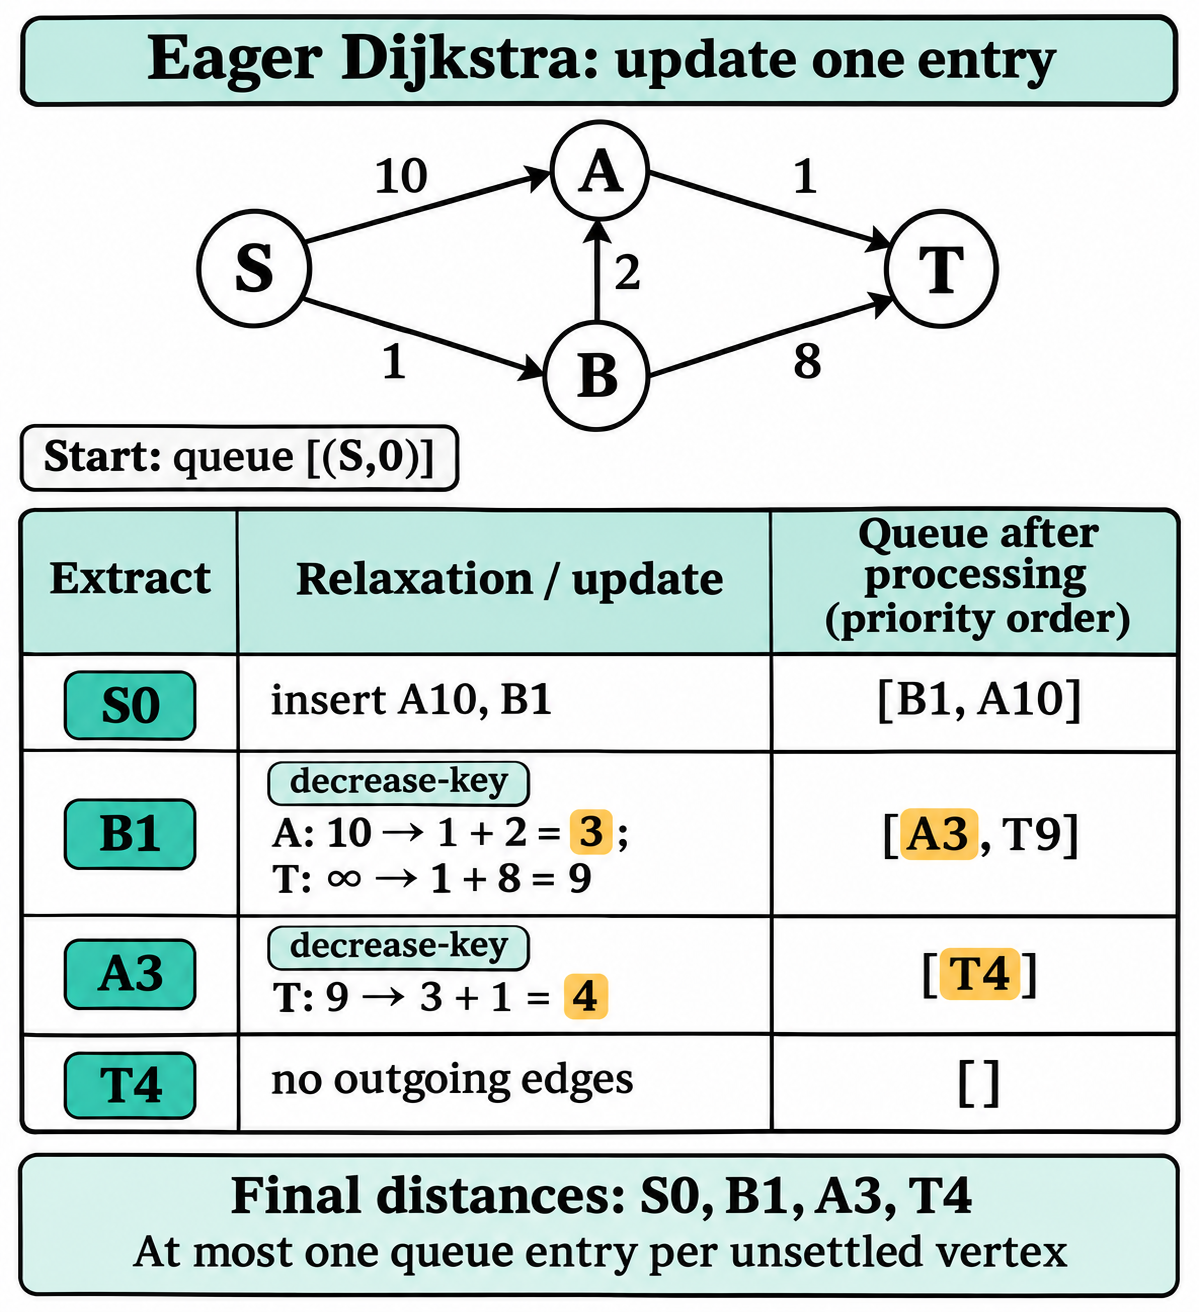 Eager Dijkstra: update one entry
10
A
1
S
2
T
1
B
8
Start: queue [(S,0)]
Extract
Relaxation / update
Queue after
processing
(priority order)
S0
insert A10, B1
[B1, A10]
B1
decrease-key
A: 10 → 1 + 2 = 3 ;
T: ∞ → 1 + 8 = 9
[A3, T9]
A3
decrease-key
T: 9 → 3 + 1 = 4
[T4]
T4
no outgoing edges
[]
Final distances: S0, B1, A3, T4
At most one queue entry per unsettled vertex